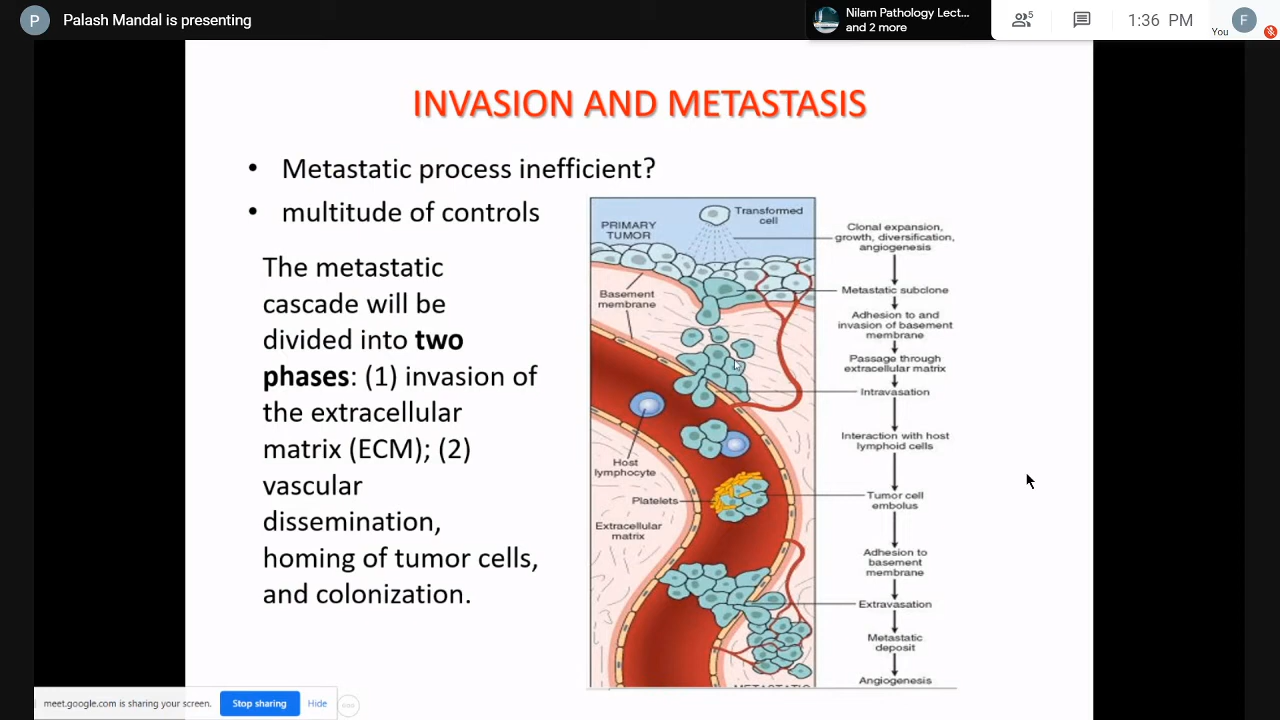 P
Palash Mandal is presenting
Nilam Pathology Lect...
and 2 more
5
1:36 PM
You
F
INVASION AND METASTASIS
• Metastatic process inefficient?
• multitude of controls
The metastatic
cascade will be
divided into two
phases: (1) invasion of
the extracellular
matrix (ECM); (2)
vascular
dissemination,
homing of tumor cells,
and colonization.
PRIMARY
TUMOR
Transformed
cell
Basement
membrane
Host
lymphocyte
Platelets
Extracellular
matrix
METASTATIC
Clonal expansion,
growth, diversification,
angiogenesis
Metastatic subclone
Adhesion to and
invasion of basement
membrane
Passage through
extracellular matrix
Intravasation
Interaction with host
lymphoid cells
Tumor cell
embolus
Adhesion to
basement
membrane
Extravasation
Metastatic
deposit
Angiogenesis
meet.google.com is sharing your screen.
Stop sharing
Hide